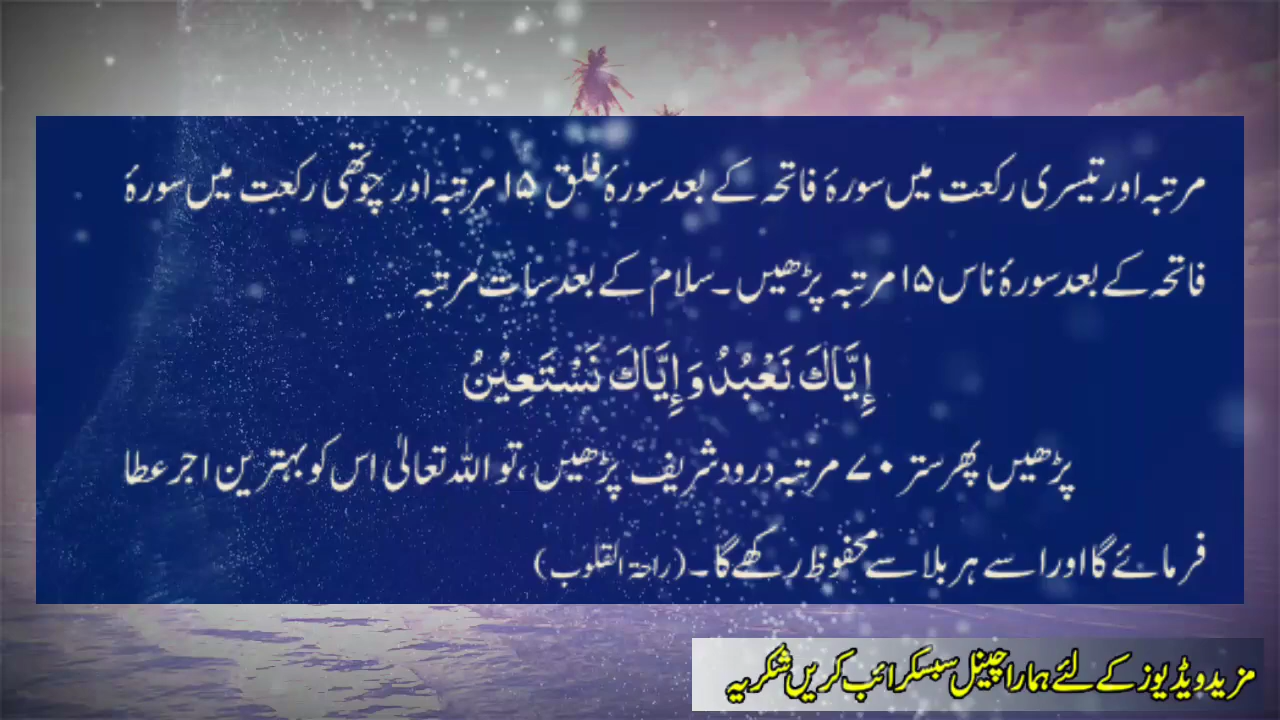 مرتبہ اور تیسری رکعت میں سورۂ فاتحہ کے بعد سورۂ فلق ۱۵ مرتبہ اور چوتھی رکعت میں سورۂ
فاتحہ کے بعد سورۂ ناس ۱۵ مرتبہ پڑھیں۔ سلام کے بعد سات مرتبہ
إِيَّاكَ نَعْبُدُ وَإِيَّاكَ نَسْتَعِيْنُ
پڑھیں پھر ستر ۷۰ مرتبہ درود شریف پڑھیں، تو اللہ تعالیٰ اس کو بہترین اجر عطا
فرمائے گا اور اسے ہر بلا سے محفوظ رکھے گا۔ (راحۃ القلوب)
مزید ویڈیوز کے لئے ہمارا چینل سبسکرائب کریں شکریہ